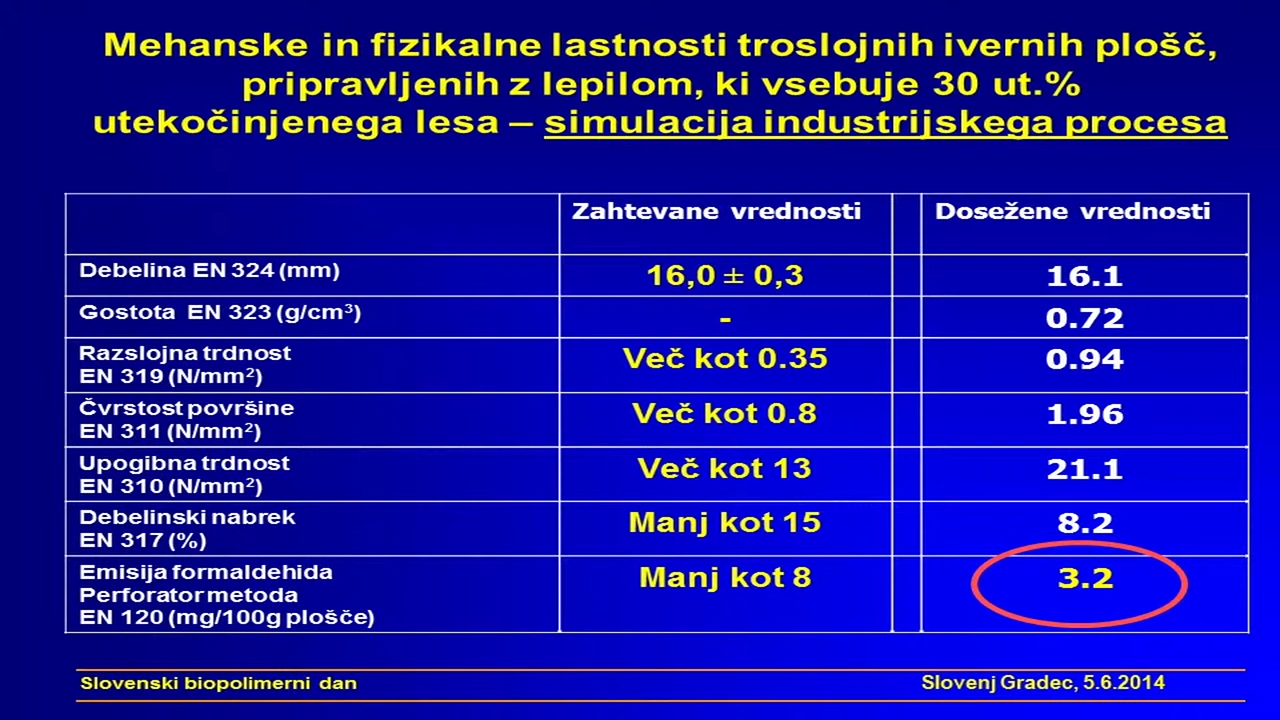 Mehanske in fizikalne lastnosti troslojnih ivernih plošč,
pripravljenih z lepilom, ki vsebuje 30 ut.%
utekočinjenega lesa – simulacija industrijskega procesa
Zahtevane vrednosti
Dosežene vrednosti
Debelina EN 324 (mm)
16,0 ± 0,3
16.1
Gostota EN 323 (g/cm³)
-
0.72
Razslojna trdnost
EN 319 (N/mm²)
Več kot 0.35
0.94
Čvrstost površine
EN 311 (N/mm²)
Več kot 0.8
1.96
Upogibna trdnost
EN 310 (N/mm²)
Več kot 13
21.1
Debelinski nabrek
EN 317 (%)
Manj kot 15
8.2
Emisija formaldehida
Perforator metoda
EN 120 (mg/100g plošče)
Manj kot 8
3.2
Slovenski biopolimerni dan
Slovenj Gradec, 5.6.2014